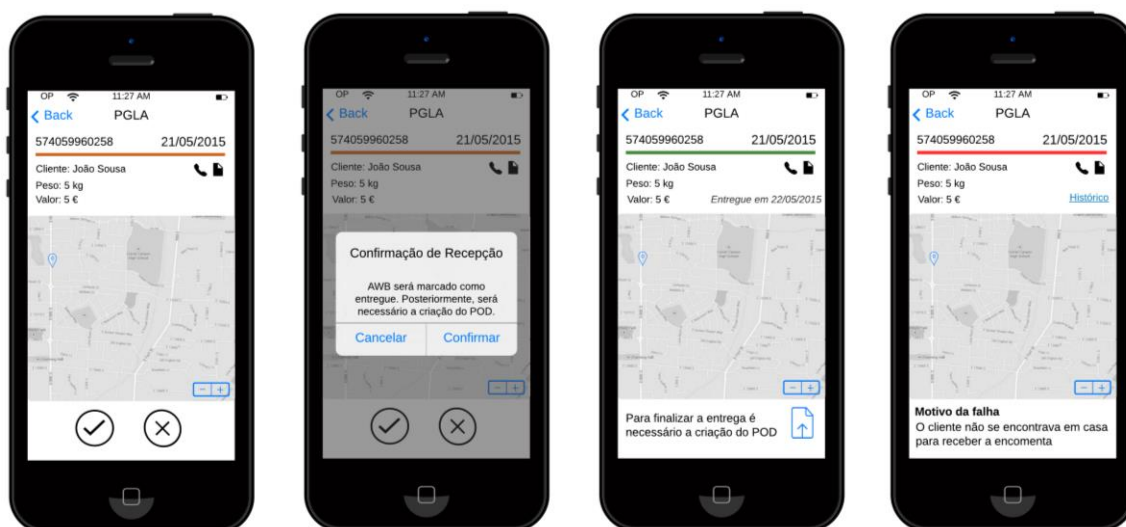 OP 11:27 AM
Back PGLA
574059960258 21/05/2015
Cliente: João Sousa
Peso: 5 kg
Valor: 5 €
- +
OP 11:27 AM
Back PGLA
574059960258 21/05/2015
Cliente: João Sousa
Peso: 5 kg
Valor: 5 €
Confirmação de Recepção
AWB será marcado como
entregue. Posteriormente, será
necessário a criação do POD.
Cancelar Confirmar
- +
OP 11:27 AM
Back PGLA
574059960258 21/05/2015
Cliente: João Sousa
Peso: 5 kg
Valor: 5 € Entregue em 22/05/2015
- +
Para finalizar a entrega é
necessário a criação do POD
OP 11:27 AM
Back PGLA
574059960258 21/05/2015
Cliente: João Sousa
Peso: 5 kg
Valor: 5 € Histórico
- +
Motivo da falha
O cliente não se encontrava em casa
para receber a encomenta